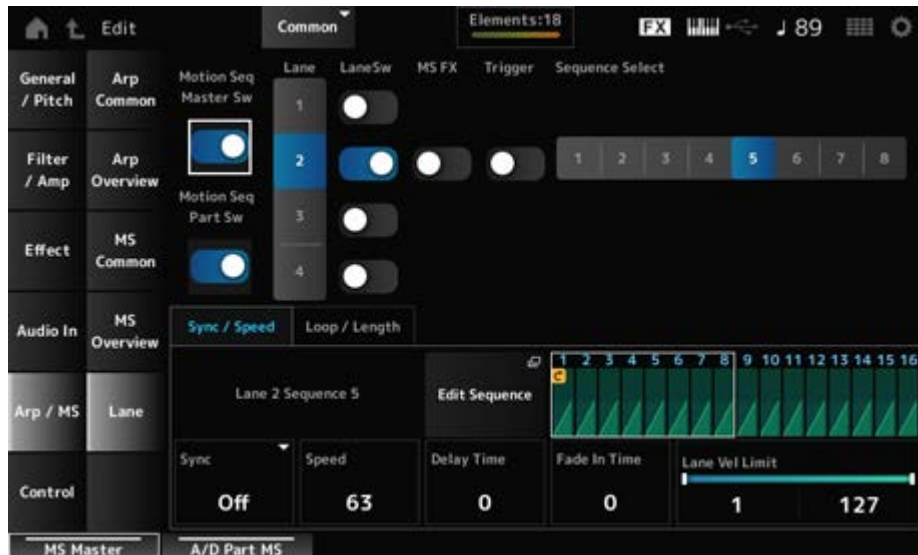 Edit
Common
Elements:18
FX
♩ 89
General / Pitch
Filter / Amp
Effect
Audio In
Arp / MS
Control
Arp Common
Arp Overview
MS Common
MS Overview
Lane
Motion Seq Master Sw
Motion Seq Part Sw
Lane LaneSw MS FX Trigger Sequence Select
1
2
3
4
1 2 3 4 5 6 7 8
Sync / Speed Loop / Length
Lane 2 Sequence 5
Edit Sequence
1 2 3 4 5 6 7 8 9 10 11 12 13 14 15 16
Sync
Off
Speed
63
Delay Time
0
Fade In Time
0
Lane Vel Limit
1 127
MS Master
A/D Part MS